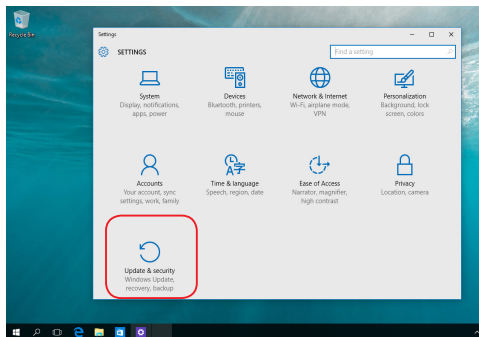 Recycle Bin
Settings
SETTINGS
Find a setting
System
Display, notifications,
apps, power
Devices
Bluetooth, printers,
mouse
Network & Internet
Wi-Fi, airplane mode,
VPN
Personalization
Background, lock
screen, colors
Accounts
Your account, sync
settings, work, family
Time & language
Speech, region, date
Ease of Access
Narrator, magnifier,
high contrast
Privacy
Location, camera
Update & security
Windows Update,
recovery, backup